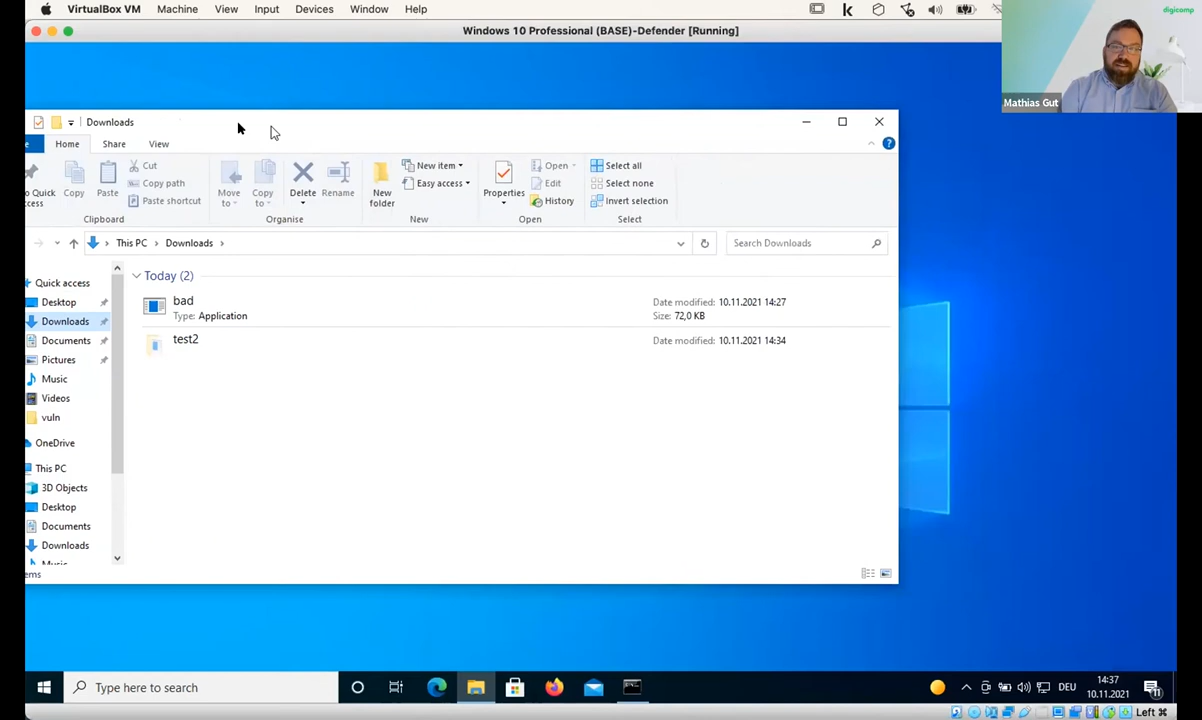 VirtualBox VM Machine View Input Devices Window Help
digicomp
Windows 10 Professional (BASE)-Defender [Running]
Mathias Gut
Downloads
Home Share View
Cut
Copy path
Paste shortcut
Copy
Paste
Move to
Copy to
Delete
Rename
New folder
New item
Easy access
Properties
Open
Edit
History
Select all
Select none
Invert selection
Clipboard
Organise
New
Open
Select
This PC Downloads
Search Downloads
Quick access
Desktop
Downloads
Documents
Pictures
Music
Videos
vuln
OneDrive
This PC
3D Objects
Desktop
Documents
Downloads
Today (2)
bad
Type: Application
Date modified: 10.11.2021 14:27
Size: 72,0 KB
test2
Date modified: 10.11.2021 14:34
Type here to search
DEU
14:37
10.11.2021
Left ⌘